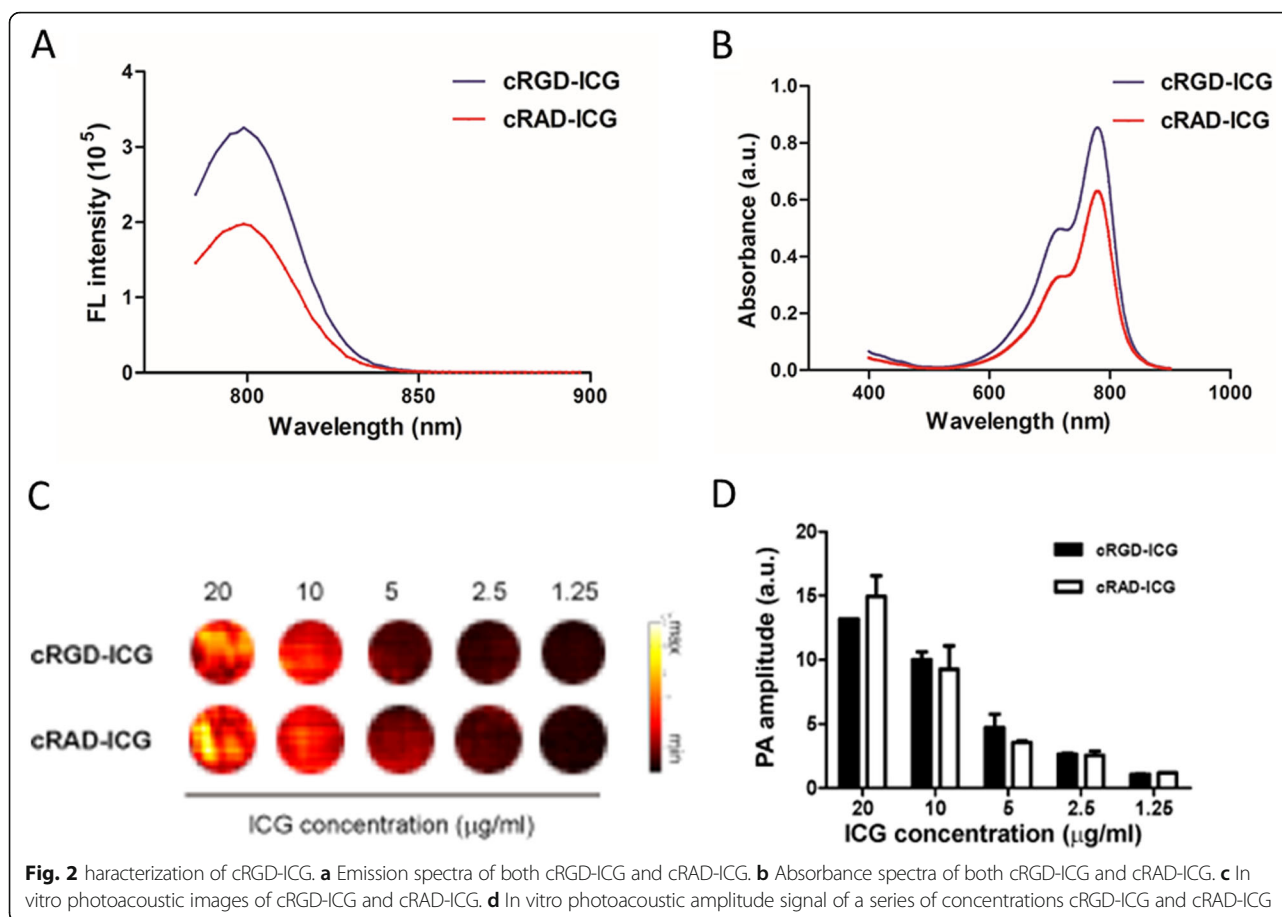 A
FL intensity (10 5)
4
3
2
1
0
800
850
900
Wavelength (nm)
cRGD-ICG
cRAD-ICG
B
Absorbance (a.u.)
1.0
0.8
0.6
0.4
0.2
0.0
400
600
800
1000
Wavelength (nm)
cRGD-ICG
cRAD-ICG
C
20 10 5 2.5 1.25
cRGD-ICG
cRAD-ICG
ICG concentration (µg/ml)
max
min
D
PA amplitude (a.u.)
20
15
10
5
0
20 10 5 2.5 1.25
ICG concentration (µg/ml)
cRGD-ICG
cRAD-ICG
Fig. 2 haracterization of cRGD-ICG. a Emission spectra of both cRGD-ICG and cRAD-ICG. b Absorbance spectra of both cRGD-ICG and cRAD-ICG. c In
vitro photoacoustic images of cRGD-ICG and cRAD-ICG. d In vitro photoacoustic amplitude signal of a series of concentrations cRGD-ICG and cRAD-ICG